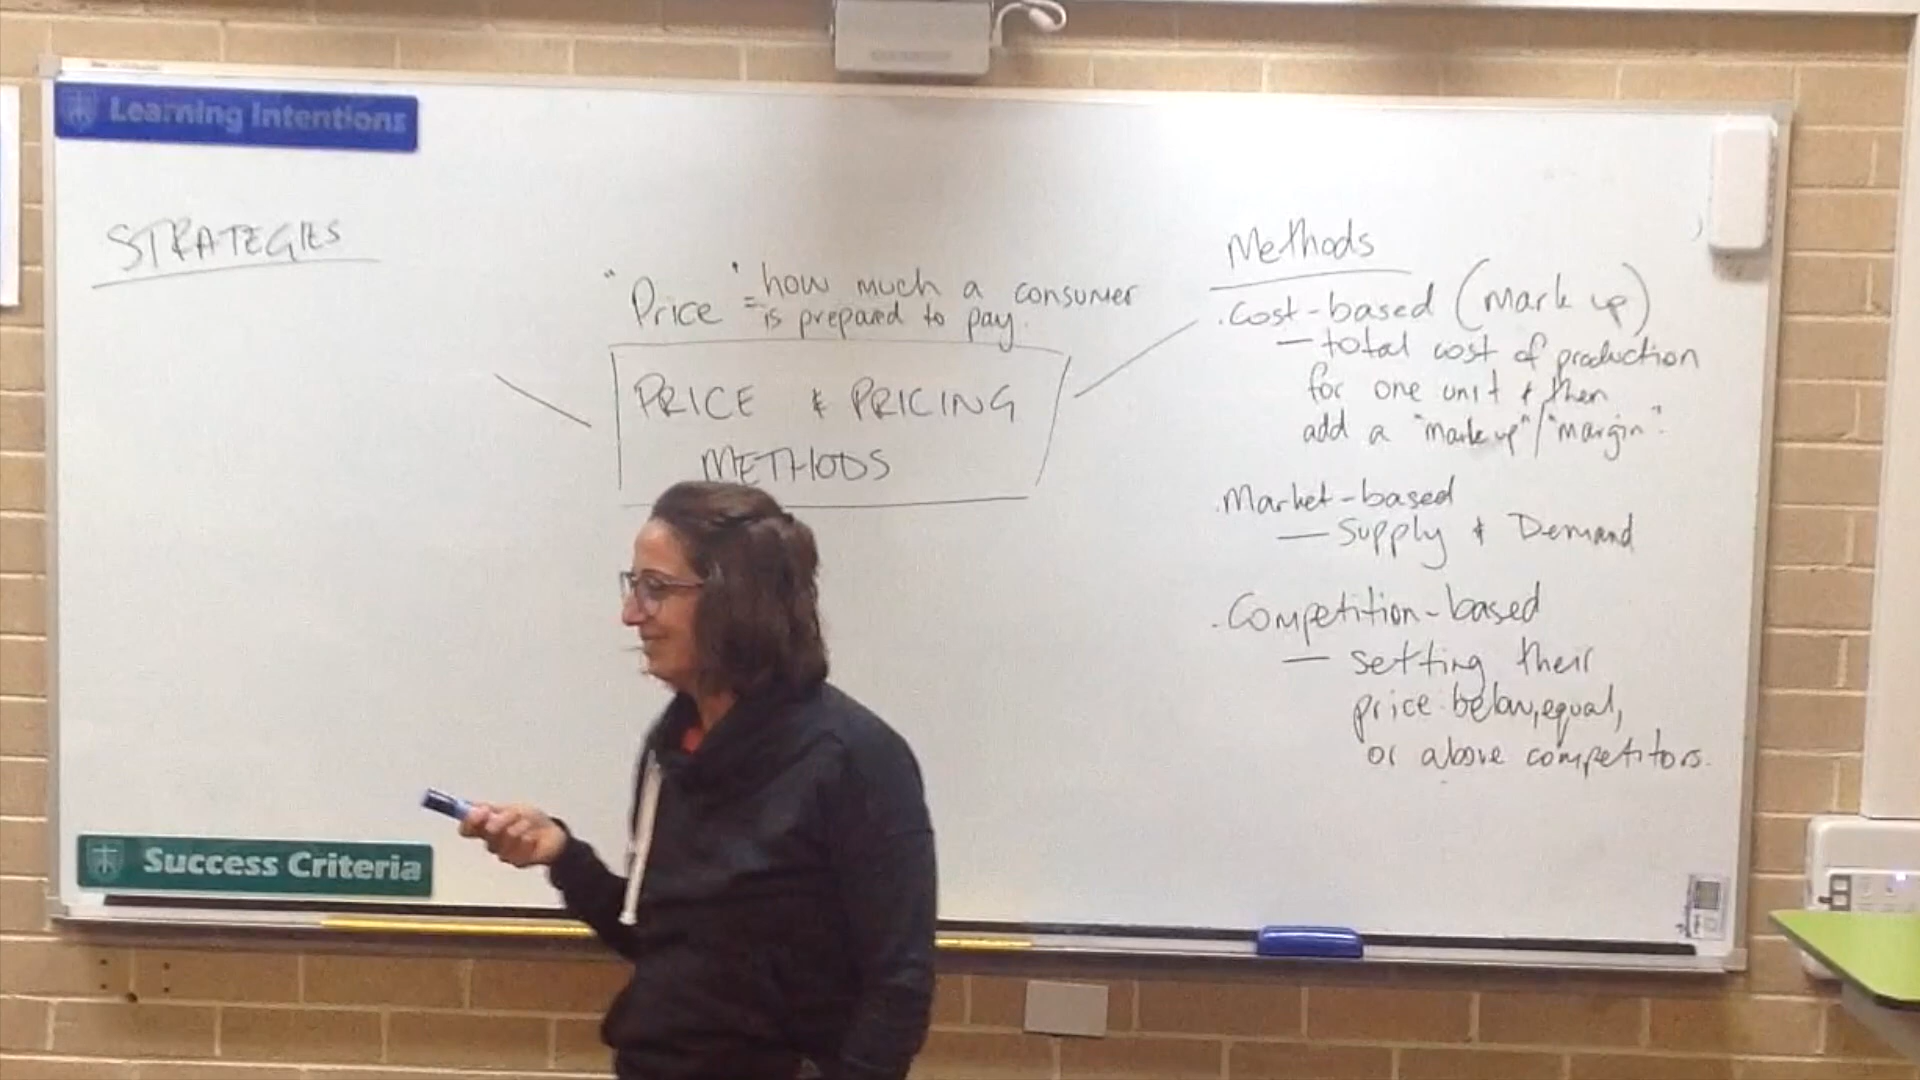 Learning Intentions
STRATEGIES
"Price" = how much a consumer
is prepared to pay.
PRICE & PRICING
METHODS
Methods
. Cost-based (mark up)
— total cost of production
for one unit & then
add a "mark up"/"margin".
. Market-based
— Supply & Demand
. Competition-based
— setting their
price below, equal,
or above competitors.
Success Criteria